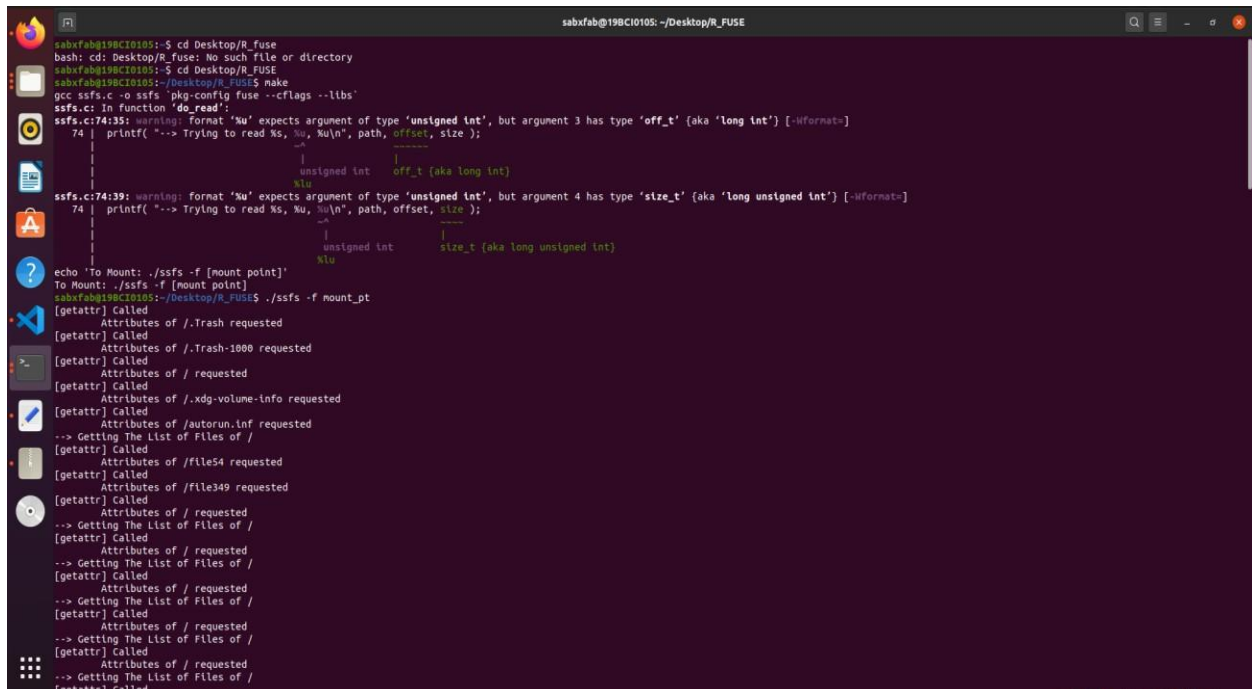 sabxfab@19BCI0105: ~/Desktop/R_FUSE
sabxfab@19BCI0105:~$ cd Desktop/R_fuse
bash: cd: Desktop/R_fuse: No such file or directory
sabxfab@19BCI0105:~$ cd Desktop/R_FUSE
sabxfab@19BCI0105:~/Desktop/R_FUSE$ make
gcc ssfs.c -o ssfs `pkg-config fuse --cflags --libs`
ssfs.c: In function ‘do_read’:
ssfs.c:74:35: warning: format ‘%u’ expects argument of type ‘unsigned int’, but argument 3 has type ‘off_t’ {aka ‘long int’} [-Wformat=]
   74 |  printf( "--> Trying to read %s, %u, %u\n", path, offset, size );
      |                                  ~^               ~~~~~~
      |                                   |               |
      |                                   unsigned int    off_t {aka long int}
      |                                  %lu
ssfs.c:74:39: warning: format ‘%u’ expects argument of type ‘unsigned int’, but argument 4 has type ‘size_t’ {aka ‘long unsigned int’} [-Wformat=]
   74 |  printf( "--> Trying to read %s, %u, %u\n", path, offset, size );
      |                                      ~^                   ~~~~
      |                                       |                   |
      |                                       unsigned int        size_t {aka long unsigned int}
      |                                      %lu
echo 'To Mount: ./ssfs -f [mount point]'
To Mount: ./ssfs -f [mount point]
sabxfab@19BCI0105:~/Desktop/R_FUSE$ ./ssfs -f mount_pt
[getattr] Called
        Attributes of /.Trash requested
[getattr] Called
        Attributes of /.Trash-1000 requested
[getattr] Called
        Attributes of / requested
[getattr] Called
        Attributes of /.xdg-volume-info requested
[getattr] Called
        Attributes of /autorun.inf requested
--> Getting The List of Files of /
[getattr] Called
        Attributes of /file54 requested
[getattr] Called
        Attributes of /file349 requested
[getattr] Called
        Attributes of / requested
--> Getting The List of Files of /
[getattr] Called
        Attributes of / requested
--> Getting The List of Files of /
[getattr] Called
        Attributes of / requested
--> Getting The List of Files of /
[getattr] Called
        Attributes of / requested
--> Getting The List of Files of /
[getattr] Called
        Attributes of / requested
--> Getting The List of Files of /
[getattr] Called